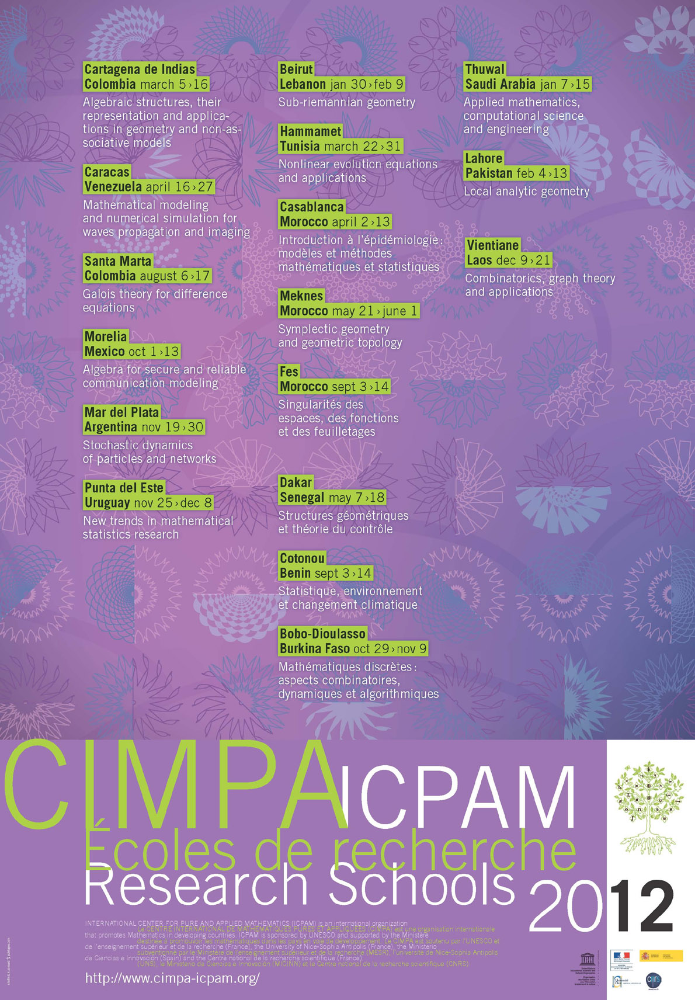 Cartagena de Indias
Colombia march 5›16
Algebraic structures, their
representation and applica-
tions in geometry and non-as-
sociative models
Caracas
Venezuela april 16›27
Mathematical modeling
and numerical simulation for
waves propagation and imaging
Santa Marta
Colombia august 6›17
Galois theory for difference
equations
Morelia
Mexico oct 1›13
Algebra for secure and reliable
communication modeling
Mar del Plata
Argentina nov 19›30
Stochastic dynamics
of particles and networks
Punta del Este
Uruguay nov 25›dec 8
New trends in mathematical
statistics research
Beirut
Lebanon jan 30›feb 9
Sub-riemannian geometry
Hammamet
Tunisia march 22›31
Nonlinear evolution equations
and applications
Casablanca
Morocco april 2›13
Introduction à l'épidémiologie :
modèles et méthodes
mathématiques et statistiques
Meknes
Morocco may 21›june 1
Symplectic geometry
and geometric topology
Fes
Morocco sept 3›14
Singularités des
espaces, des fonctions
et des feuilletages
Dakar
Senegal may 7›18
Structures géométriques
et théorie du contrôle
Cotonou
Benin sept 3›14
Statistique, environnement
et changement climatique
Bobo-Dioulasso
Burkina Faso oct 29›nov 9
Mathématiques discrètes :
aspects combinatoires,
dynamiques et algorithmiques
Thuwal
Saudi Arabia jan 7›15
Applied mathematics,
computational science
and engineering
Lahore
Pakistan feb 4›13
Local analytic geometry
Vientiane
Laos dec 9›21
Combinatorics, graph theory
and applications
CIMPA ICPAM
Écoles de recherche
Research Schools 2012
INTERNATIONAL CENTER FOR PURE AND APPLIED MATHEMATICS (ICPAM) is an international organization
that promotes Mathematics in developing countries. ICPAM is sponsored by UNESCO and supported by the Ministère
de l'enseignement supérieur et de la recherche (France), the University of Nice-Sophia Antipolis (France), the Ministerio
de Ciencias e Innovación (Spain) and the Centre national de la recherche scientifique (France).
Le CENTRE INTERNATIONAL DE MATHÉMATIQUES PURES ET APPLIQUÉES (CIMPA) est une organisation internationale
destinée à promouvoir les mathématiques dans les pays en voie de développement. Le CIMPA est soutenu par l'UNESCO et
subventionné par le Ministère de l'enseignement supérieur et de la recherche (MESR), l'université de Nice-Sophia Antipolis
(UNS), le Ministerio de Ciencias e Innovación (MICINN) et le Centre national de la recherche scientifique (CNRS).
http://www.cimpa-icpam.org/
cnrs